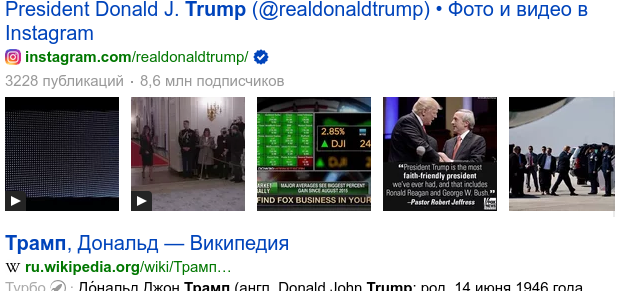 President Donald J. Trump (@realdonaldtrump) • Фото и видео в
Instagram
instagram.com/realdonaldtrump/
3228 публикаций · 8,6 млн подписчиков
2.85%
DJI 24
DJI
MAJOR AVERAGES SEE BIGGEST PERCENT
GAIN SINCE AUGUST 2015
FIND FOX BUSINESS IN YOUR
“President Trump is the most
faith-friendly president
we've ever had, and that includes
Ronald Reagan and George W. Bush.”
–Pastor Robert Jeffress
Трамп, Дональд — Википедия
W ru.wikipedia.org/wiki/Трамп…
Турбо · До́нальд Джон Трамп (англ. Donald John Trump; род. 14 июня 1946 года,